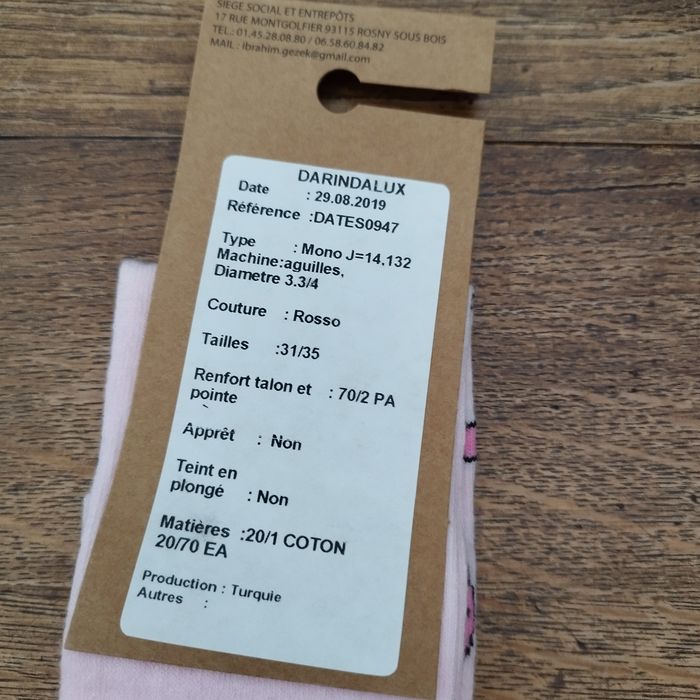 SIEGE SOCIAL ET ENTREPÔTS
17 RUE MONTGOLFIER 93115 ROSNY SOUS BOIS
TEL.: 01.45.28.08.80 / 06.58.60.84.82
MAIL : ibrahim.gezek@gmail.com
DARINDALUX
Date : 29.08.2019
Référence :DATES0947
Type : Mono J=14,132
Machine:aguilles,
Diametre 3.3/4
Couture : Rosso
Tailles :31/35
Renfort talon et : 70/2 PA
pointe
Apprêt : Non
Teint en
plongé : Non
Matières :20/1 COTON
20/70 EA
Production : Turquie
Autres :